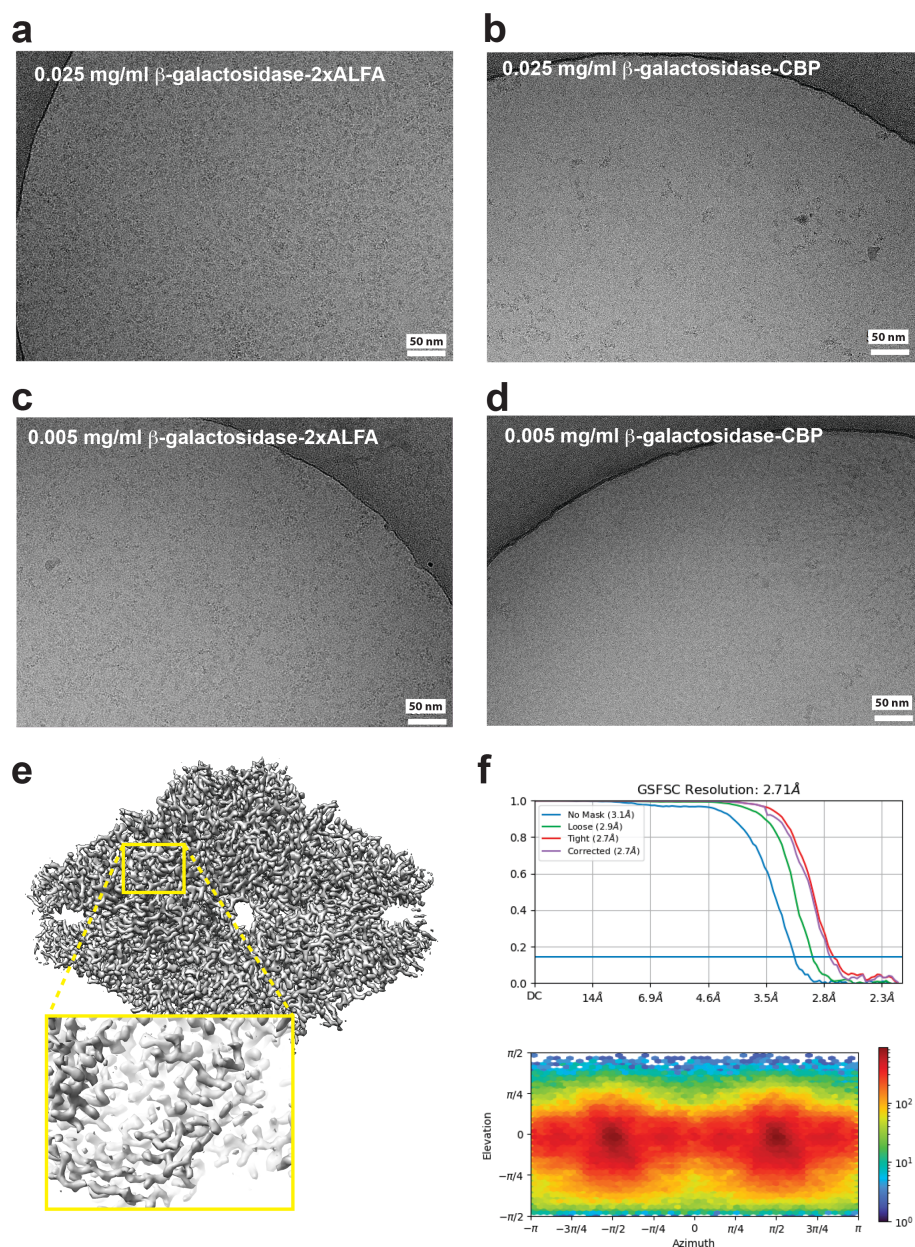 a
0.025 mg/ml β-galactosidase-2xALFA
50 nm
b
0.025 mg/ml β-galactosidase-CBP
50 nm
c
0.005 mg/ml β-galactosidase-2xALFA
50 nm
d
0.005 mg/ml β-galactosidase-CBP
50 nm
e
f
GSFSC Resolution: 2.71Å
1.0
0.8
0.6
0.4
0.2
0.0
No Mask (3.1Å)
Loose (2.9Å)
Tight (2.7Å)
Corrected (2.7Å)
DC 14Å 6.9Å 4.6Å 3.5Å 2.8Å 2.3Å
Elevation
π/2
π/4
0
−π/4
−π/2
−π −3π/4 −π/2 −π/4 0 π/4 π/2 3π/4 π
Azimuth
10²
10¹
10⁰